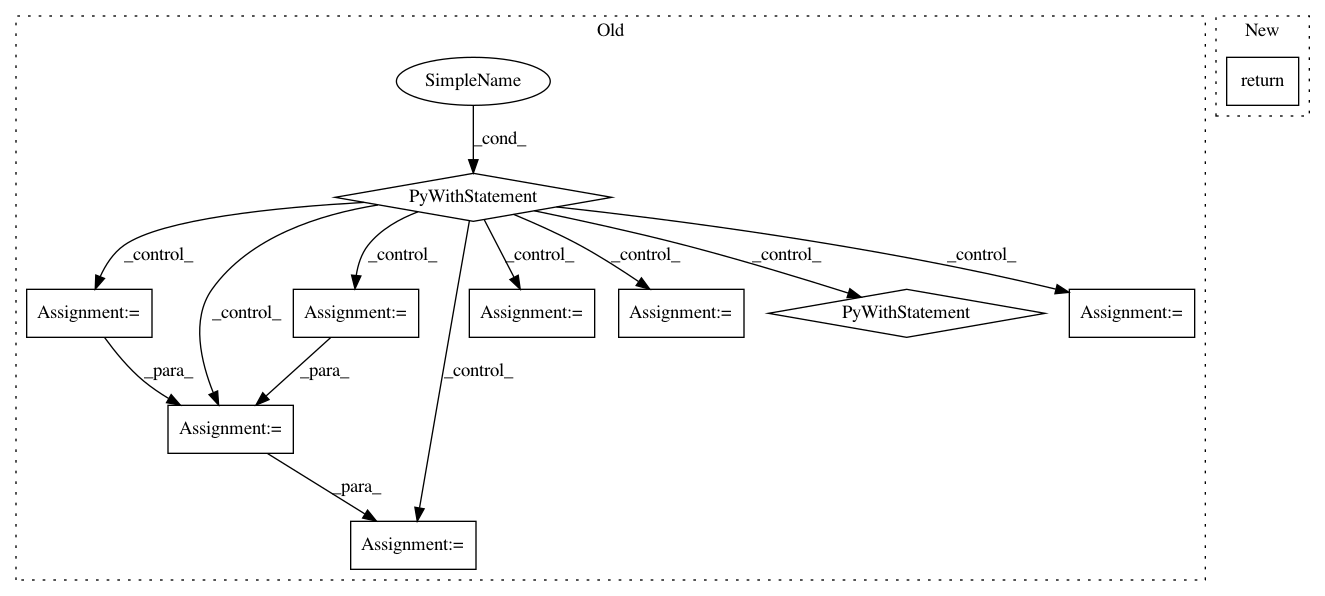 Old
New
SimpleName
return
_cond_
PyWithStatement
_control_
_control_
_control_
_control_
_control_
_control_
_control_
_control_
Assignment:=
Assignment:=
Assignment:=
Assignment:=
PyWithStatement
Assignment:=
_para_
_para_
Assignment:=
_para_
Assignment:=